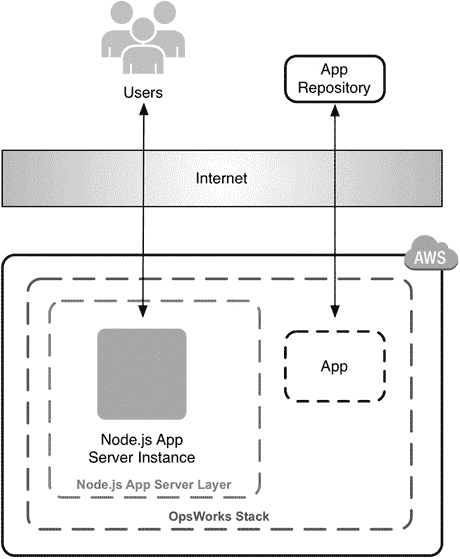 Users
App
Repository
Internet
AWS
App
Node.js App
Server Instance
Node.js App Server Layer
OpsWorks Stack